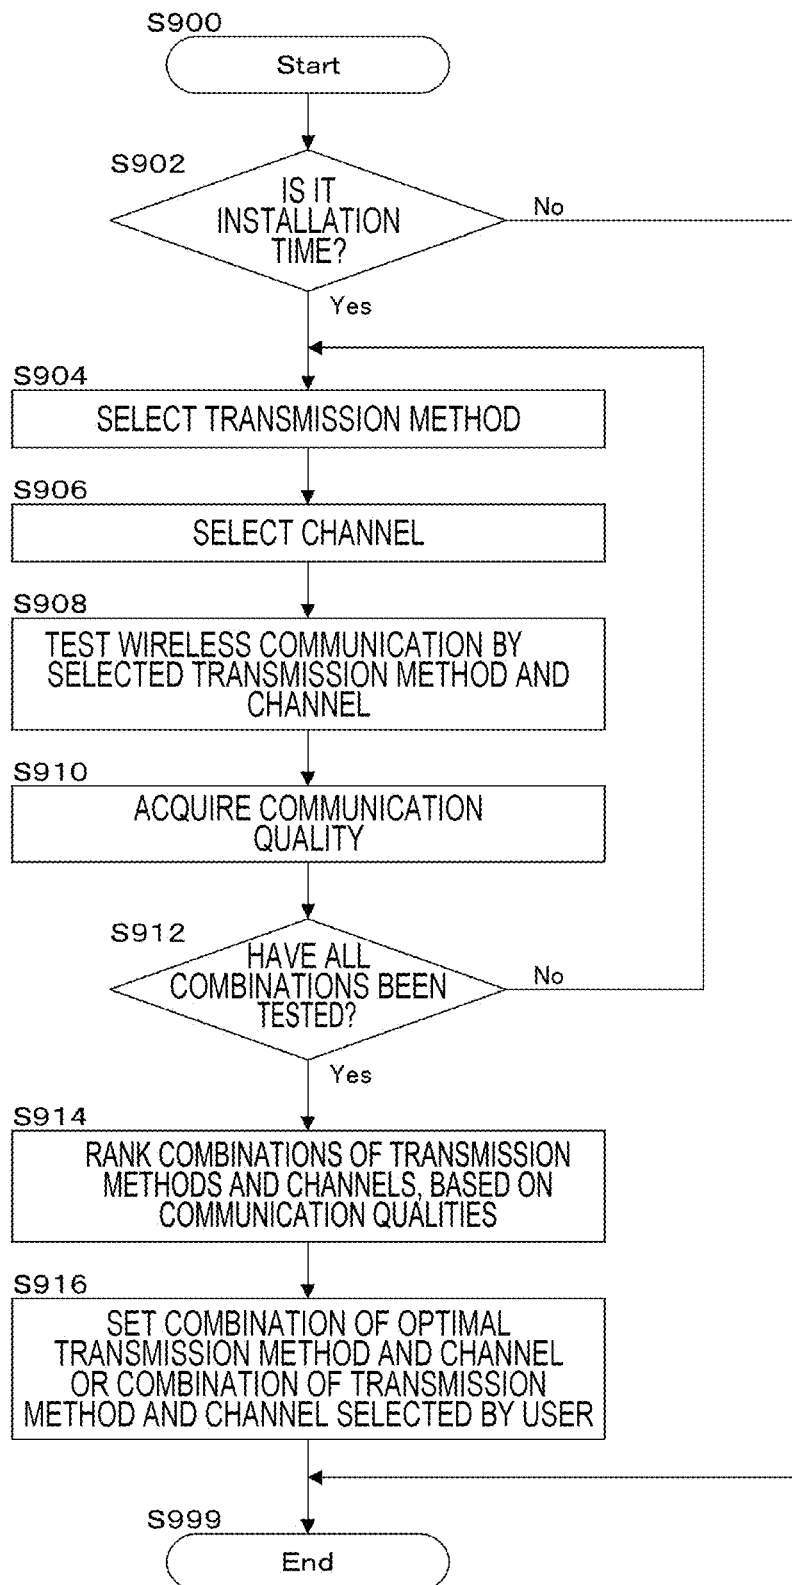 S900
Start
S902
IS IT
INSTALLATION
TIME?
No
Yes
S904
SELECT TRANSMISSION METHOD
S906
SELECT CHANNEL
S908
TEST WIRELESS COMMUNICATION BY
SELECTED TRANSMISSION METHOD AND
CHANNEL
S910
ACQUIRE COMMUNICATION
QUALITY
S912
HAVE ALL
COMBINATIONS BEEN
TESTED?
No
Yes
S914
RANK COMBINATIONS OF TRANSMISSION
METHODS AND CHANNELS, BASED ON
COMMUNICATION QUALITIES
S916
SET COMBINATION OF OPTIMAL
TRANSMISSION METHOD AND CHANNEL
OR COMBINATION OF TRANSMISSION
METHOD AND CHANNEL SELECTED BY USER
S999
End